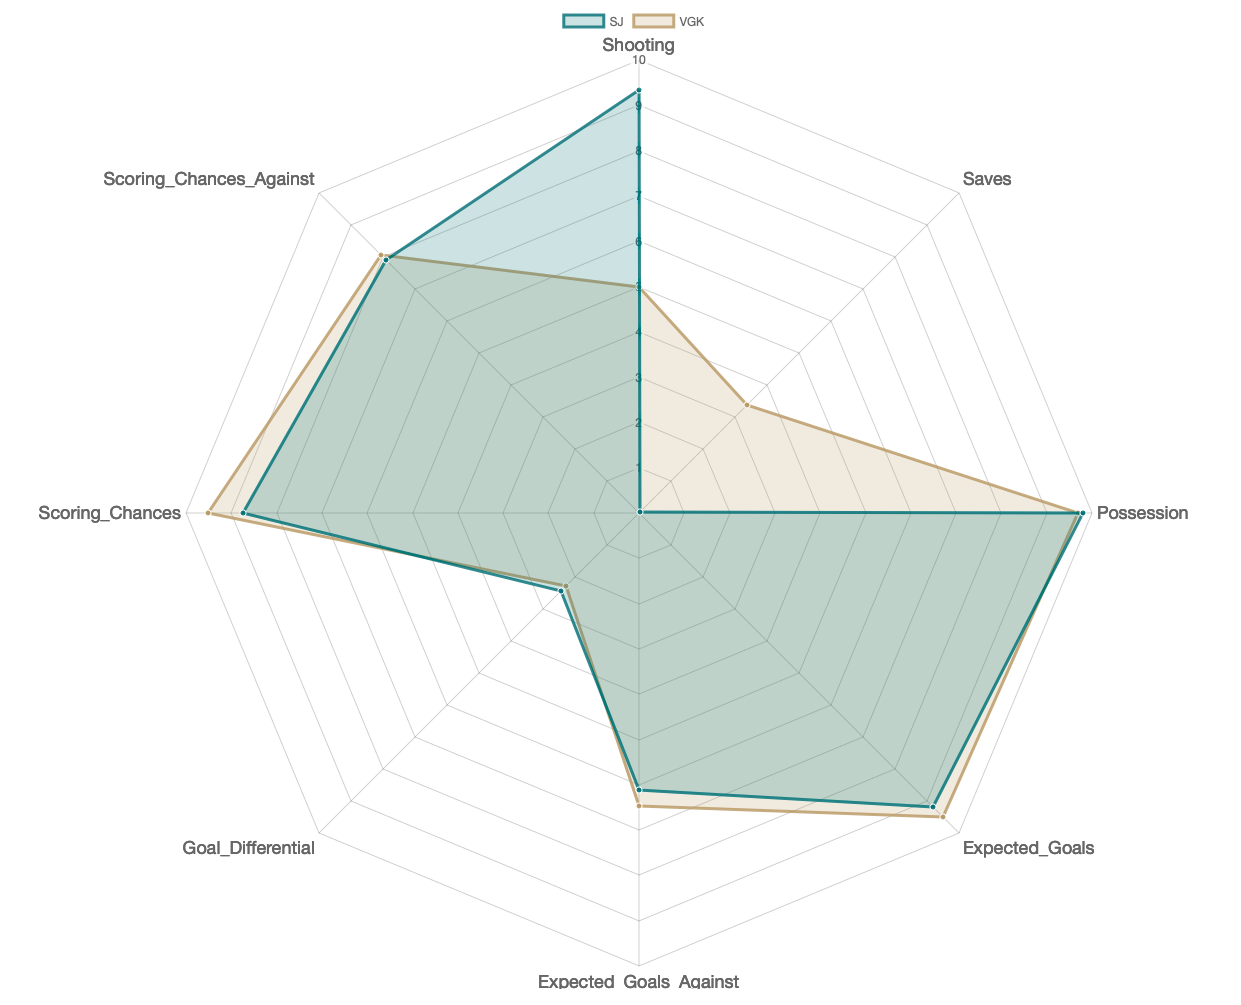 SJ VGK
Shooting
10
9
8
7
6
5
4
3
2
1
Scoring_Chances_Against
Saves
Scoring_Chances
Possession
Goal_Differential
Expected_Goals
Expected_Goals_Against